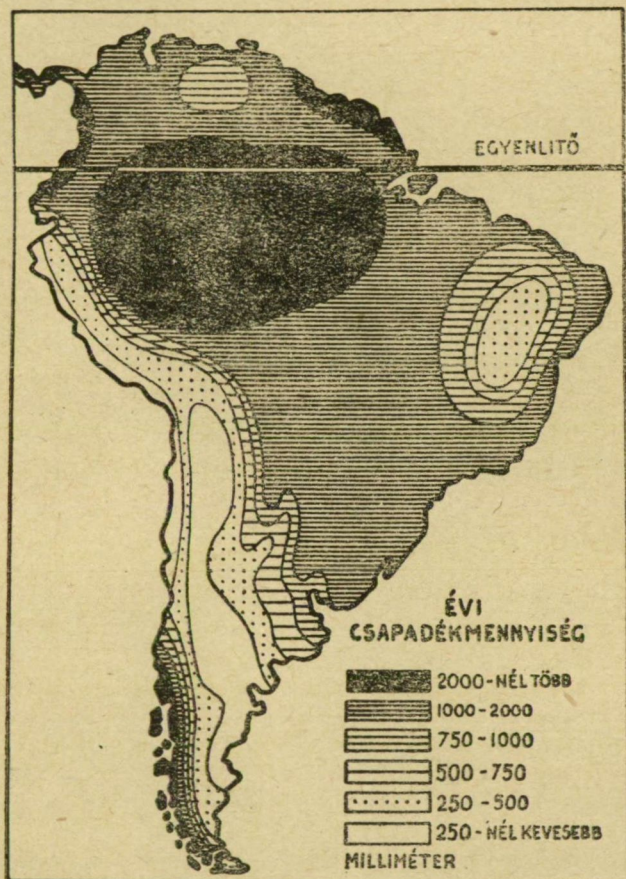 EGYENLITŐ
ÉVI
CSAPADÉKMENNYISÉG
2000-NÉL TÖBB
1000-2000
750-1000
500-750
250-500
250-NÉL KEVESEBB
MILLIMÉTER